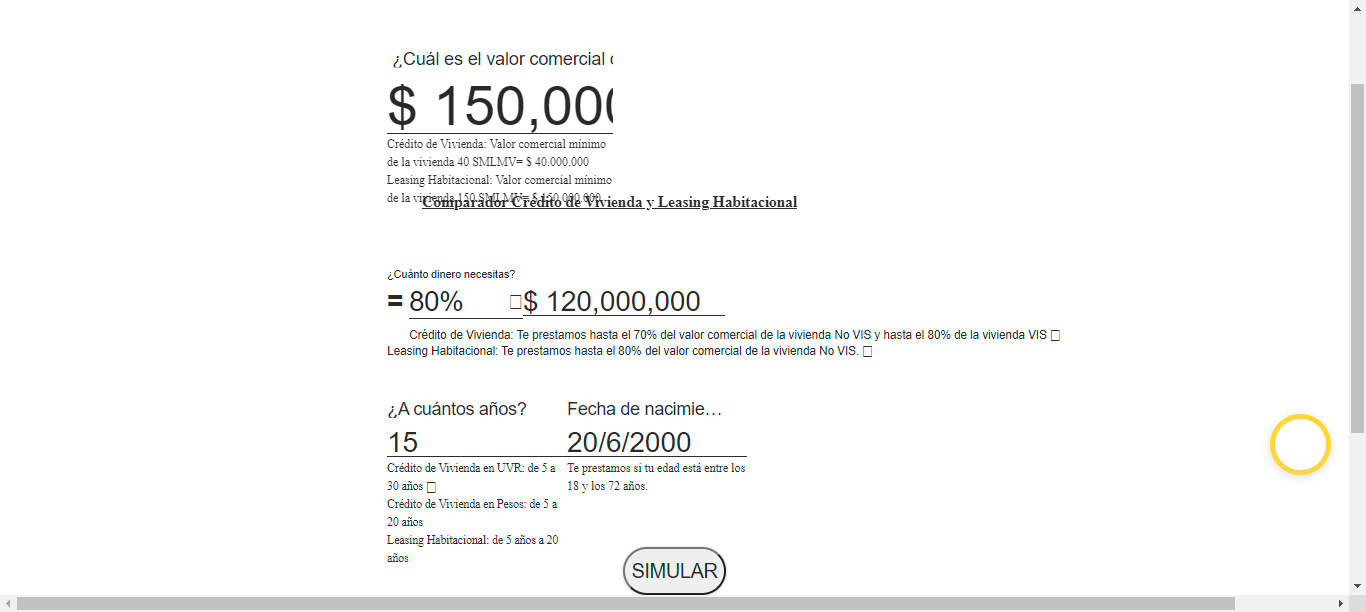 ¿Cuál es el valor comercial
$ 150,000
Crédito de Vivienda: Valor comercial mínimo
de la vivienda 40 SMLMV= $ 40.000.000
Leasing Habitacional: Valor comercial mínimo
de la vivienda 150 SMLMV= $ 150.000.000
Comparador Crédito de Vivienda y Leasing Habitacional
¿Cuánto dinero necesitas?
= 80% $ 120,000,000
Crédito de Vivienda: Te prestamos hasta el 70% del valor comercial de la vivienda No VIS y hasta el 80% de la vivienda VIS
Leasing Habitacional: Te prestamos hasta el 80% del valor comercial de la vivienda No VIS.
¿A cuántos años?
15
Crédito de Vivienda en UVR: de 5 a
30 años
Crédito de Vivienda en Pesos: de 5 a
20 años
Leasing Habitacional: de 5 años a 20
años
Fecha de nacimie…
20/6/2000
Te prestamos si tu edad está entre los
18 y los 72 años.
SIMULAR